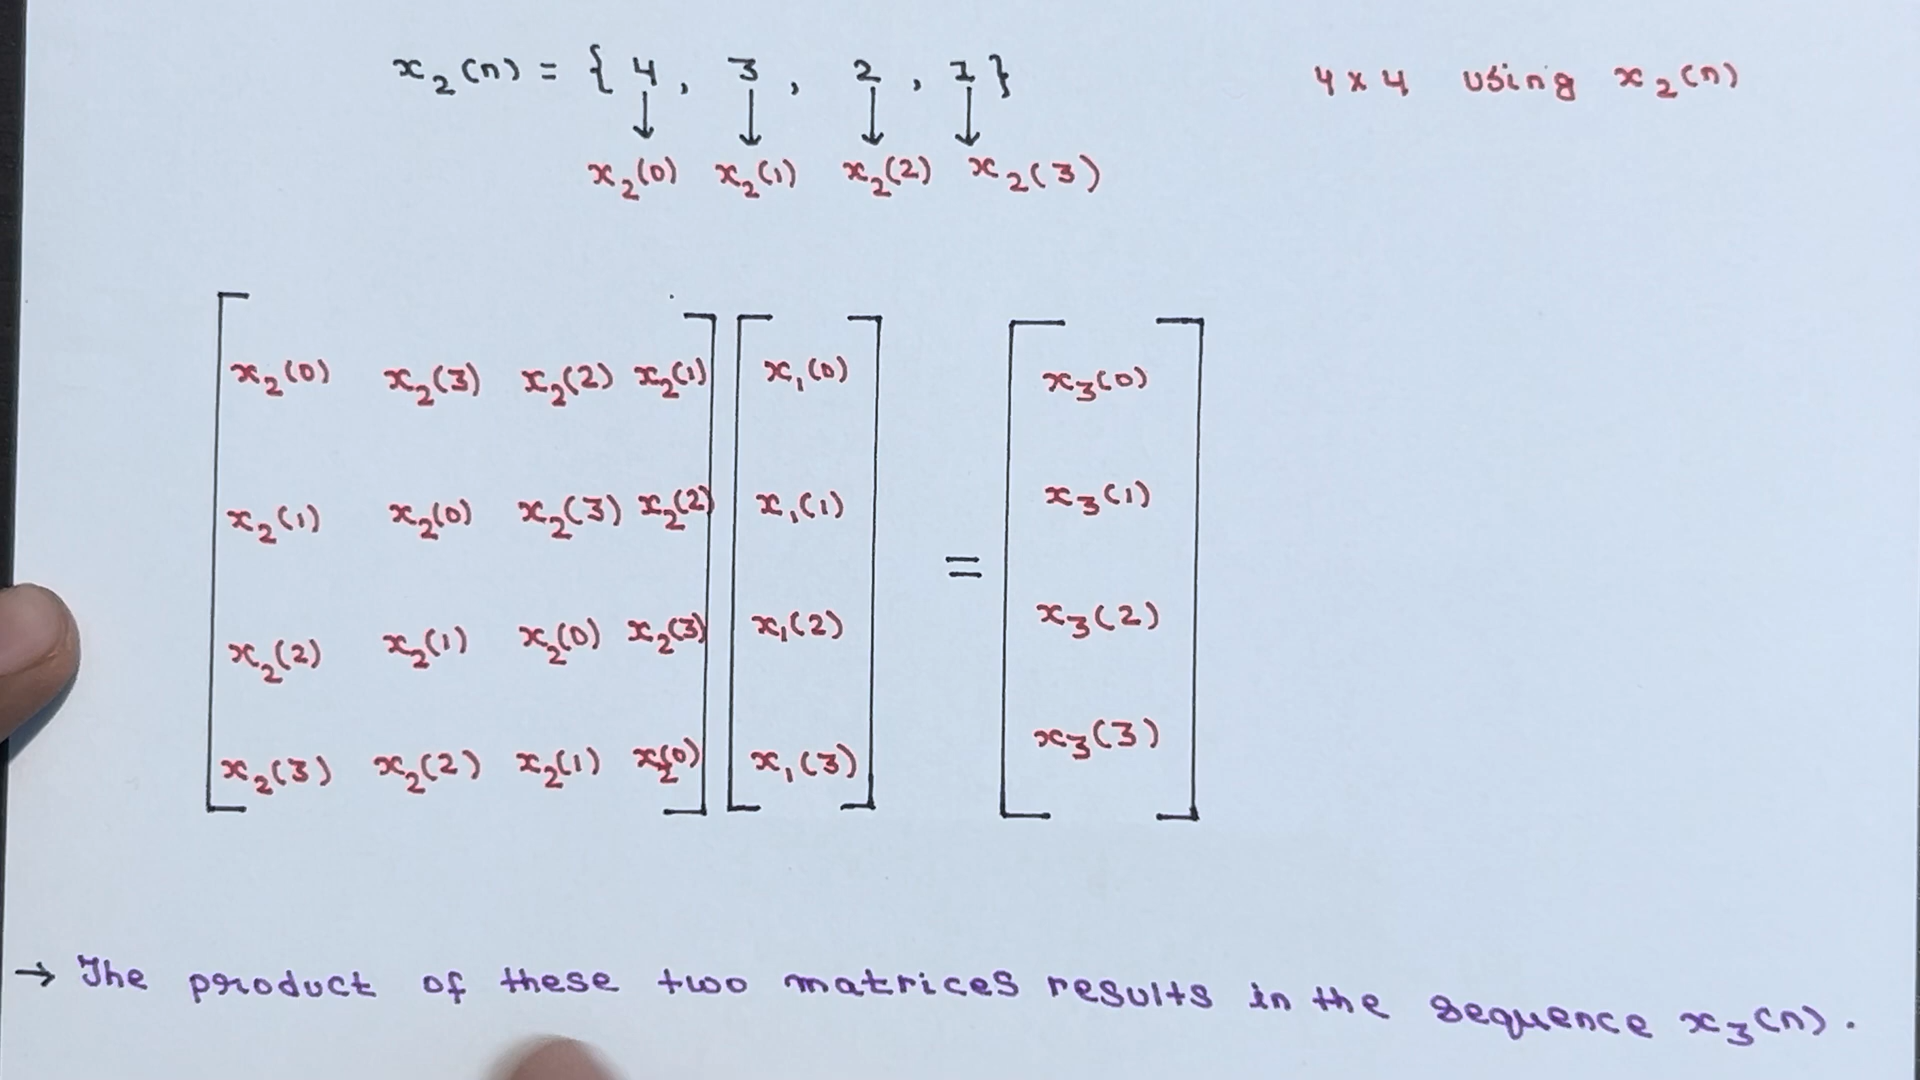 x₂(n) = { 4, 3, 2, 1 } 4 x 4 using x₂(n)
↓ ↓ ↓ ↓
x₂(0) x₂(1) x₂(2) x₂(3)
x₂(0) x₂(3) x₂(2) x₂(1) x₁(0) x₃(0)
x₂(1) x₂(0) x₂(3) x₂(2) x₁(1) x₃(1)
=
x₂(2) x₂(1) x₂(0) x₂(3) x₁(2) x₃(2)
x₂(3) x₂(2) x₂(1) x₂(0) x₁(3) x₃(3)
→ The product of these two matrices results in the sequence x₃(n).